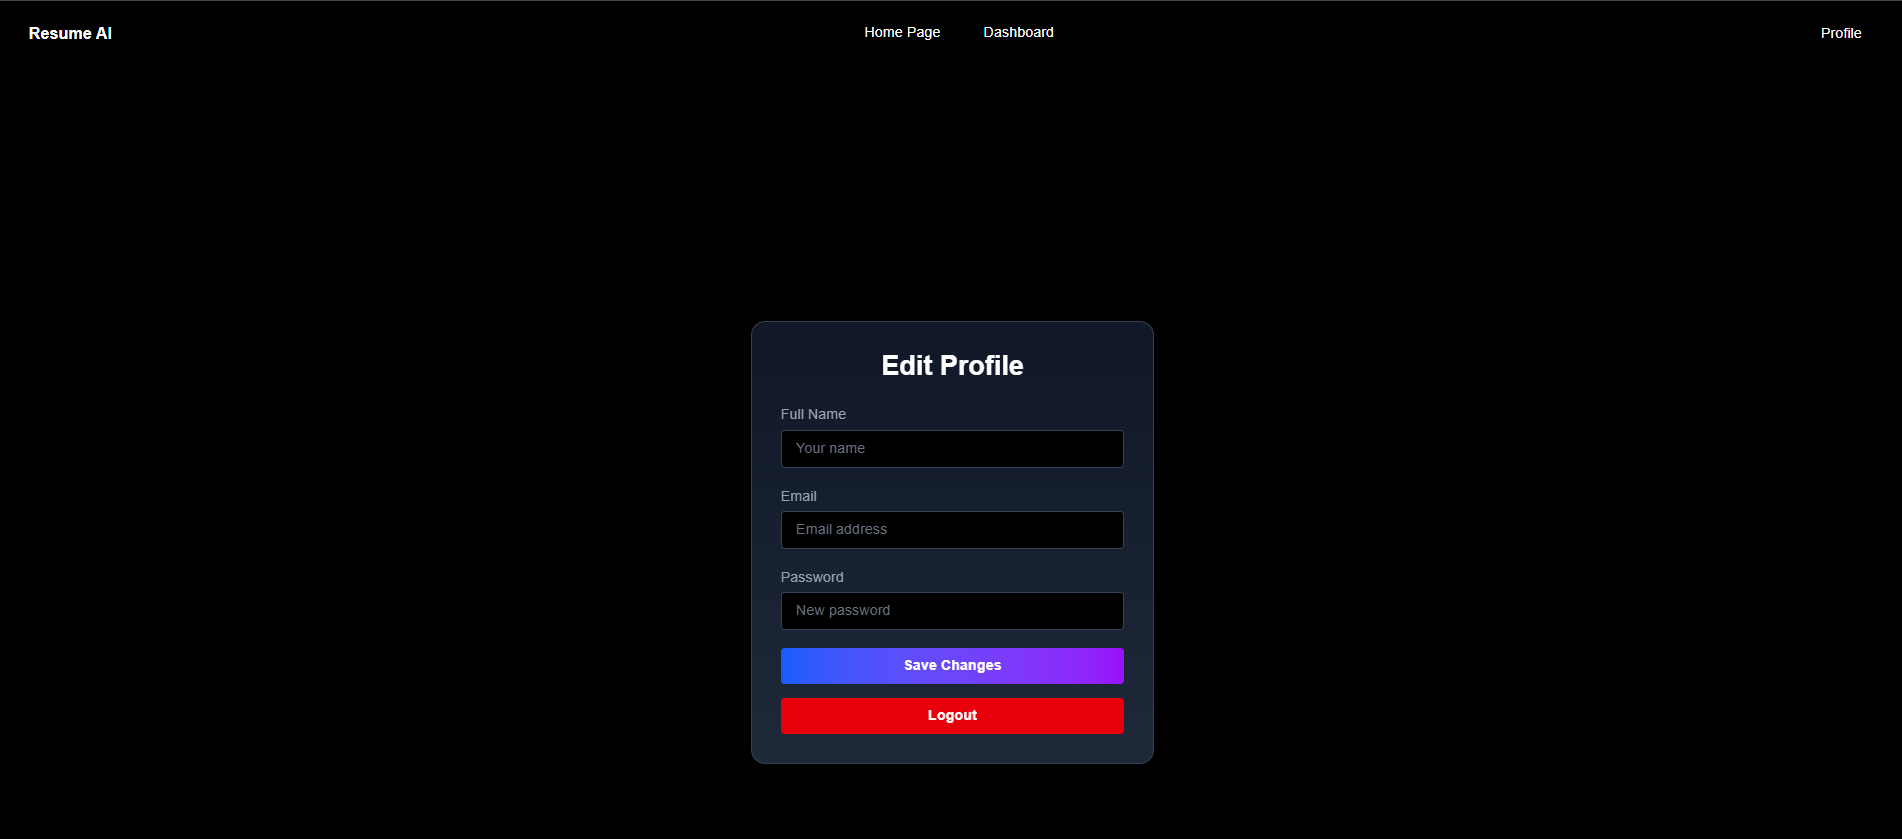 Resume AI
Home Page
Dashboard
Profile
Edit Profile
Full Name
Your name
Email
Email address
Password
New password
Save Changes
Logout